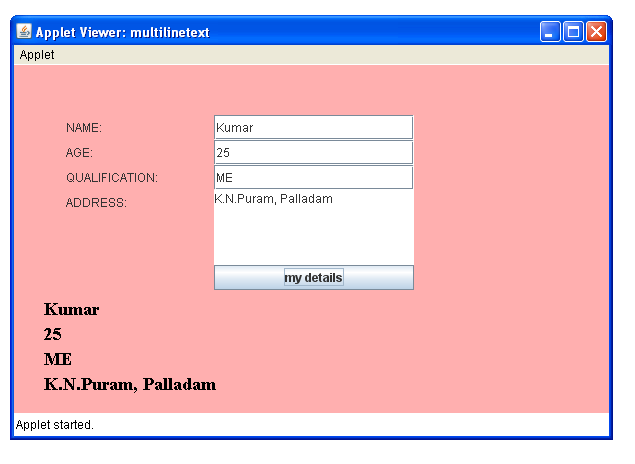 Applet Viewer: multilinetext
Applet
NAME: Kumar
AGE: 25
QUALIFICATION: ME
ADDRESS: K.N.Puram, Palladam
my details
Kumar
25
ME
K.N.Puram, Palladam
Applet started.